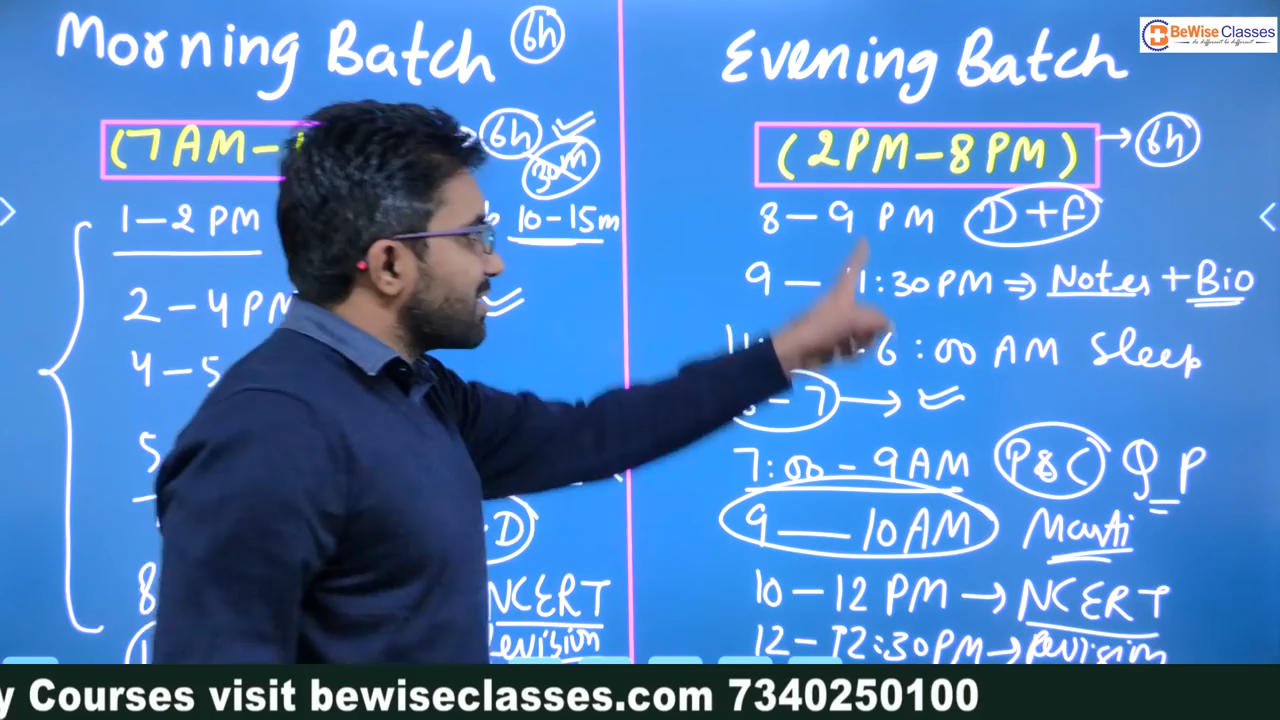 Morning Batch 6h
(7AM-
6h
30m
1-2 PM
10-15m
2-4 PM
4-5
5
D
8
NCERT
Revision
Evening Batch
(2PM-8PM) → 6h
8-9 PM D+F
9-11:30PM ⇒ Notes + Bio
6:00 AM Sleep
7 →
7:00-9AM P&C Q P
9-10AM Masti
10-12 PM → NCERT
12-12:30PM → Revision
BeWise Classes
Courses visit bewiseclasses.com 7340250100